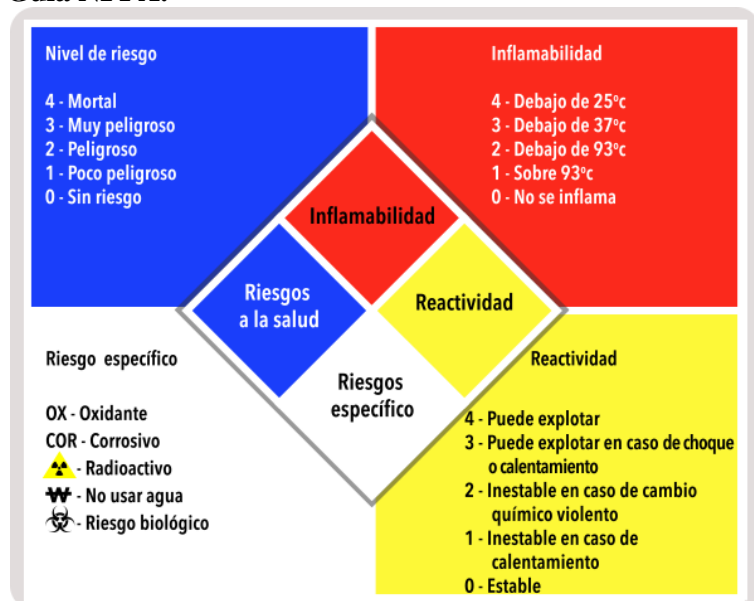 Nivel de riesgo
4 - Mortal
3 - Muy peligroso
2 - Peligroso
1 - Poco peligroso
0 - Sin riesgo
Inflamabilidad
4 - Debajo de 25ºc
3 - Debajo de 37ºc
2 - Debajo de 93ºc
1 - Sobre 93ºc
0 - No se inflama
Inflamabilidad
Riesgos
a la salud
Reactividad
Riesgos
específico
Riesgo específico
OX - Oxidante
COR - Corrosivo
- Radioactivo
W - No usar agua
- Riesgo biológico
Reactividad
4 - Puede explotar
3 - Puede explotar en caso de choque
o calentamiento
2 - Inestable en caso de cambio
químico violento
1 - Inestable en caso de
calentamiento
0 - Estable